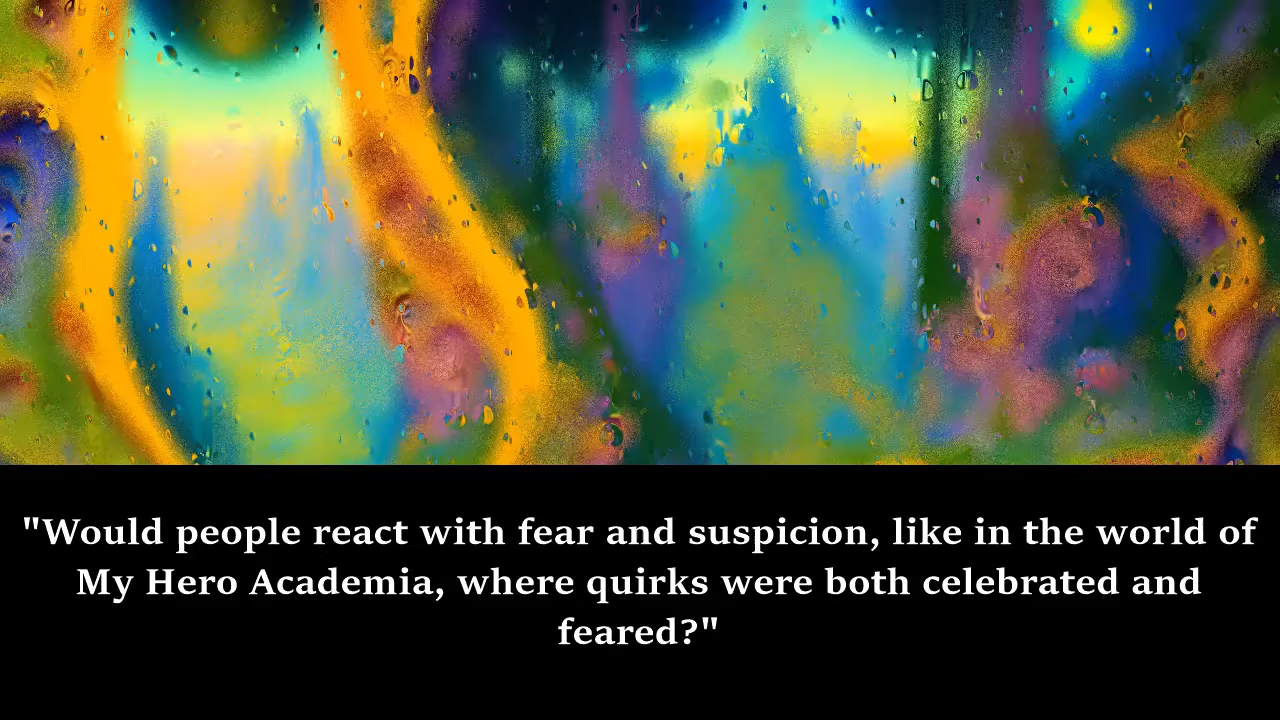 "Would people react with fear and suspicion, like in the world of
My Hero Academia, where quirks were both celebrated and
feared?"